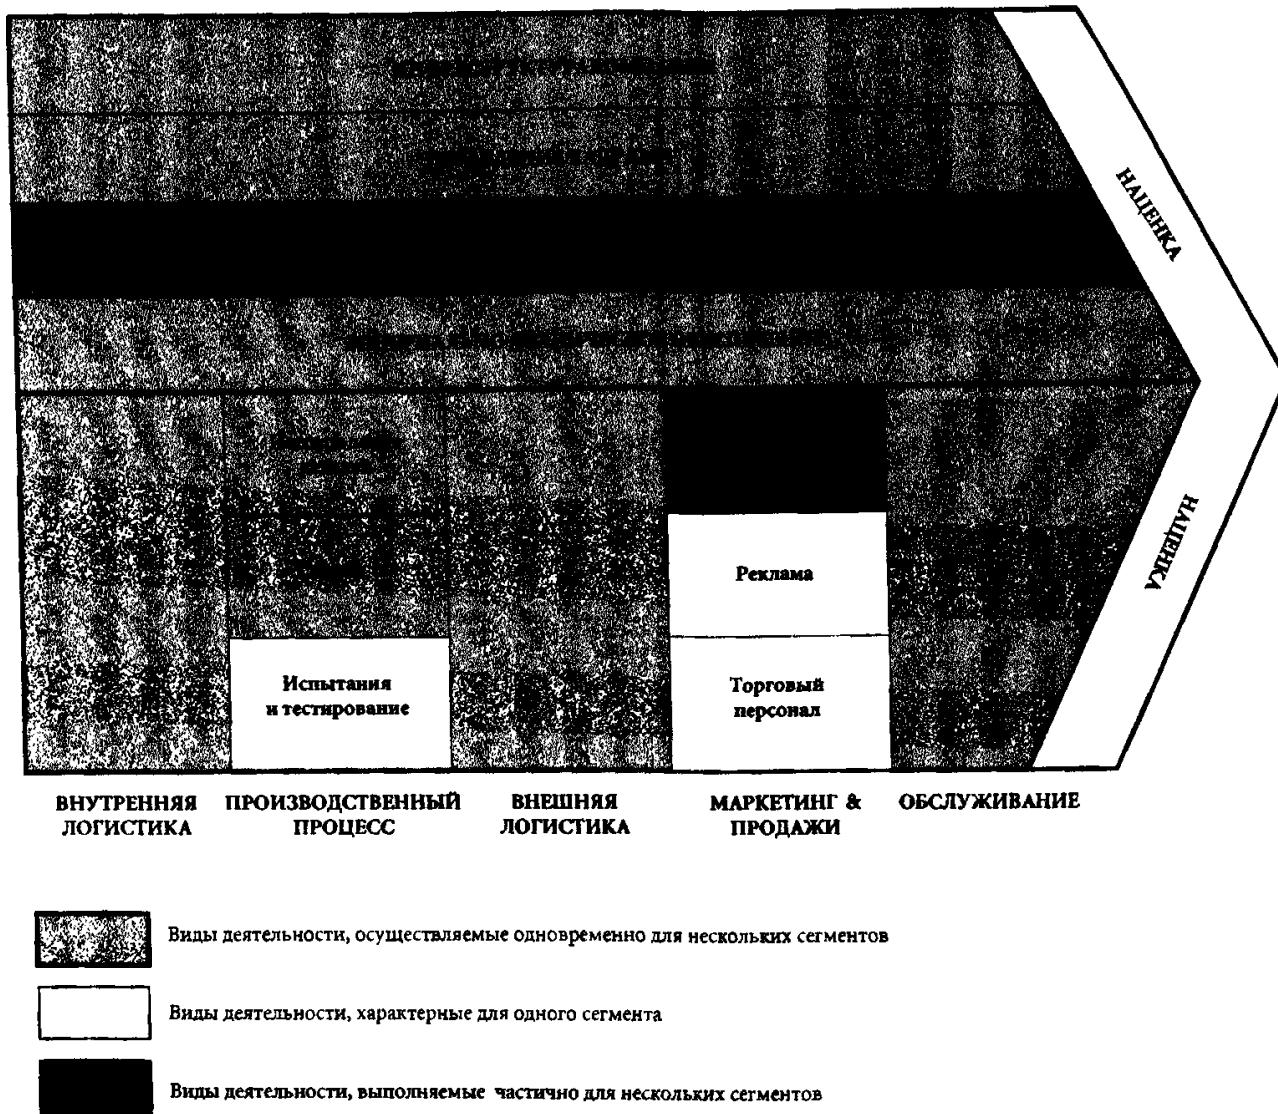 НАЦЕНКА
НАЦЕНКА
Реклама
Испытания
и тестирование
Торговый
персонал
ВНУТРЕННЯЯ
ЛОГИСТИКА
ПРОИЗВОДСТВЕННЫЙ
ПРОЦЕСС
ВНЕШНЯЯ
ЛОГИСТИКА
МАРКЕТИНГ &
ПРОДАЖИ
ОБСЛУЖИВАНИЕ
Виды деятельности, осуществляемые одновременно для нескольких сегментов
Виды деятельности, характерные для одного сегмента
Виды деятельности, выполняемые частично для нескольких сегментов